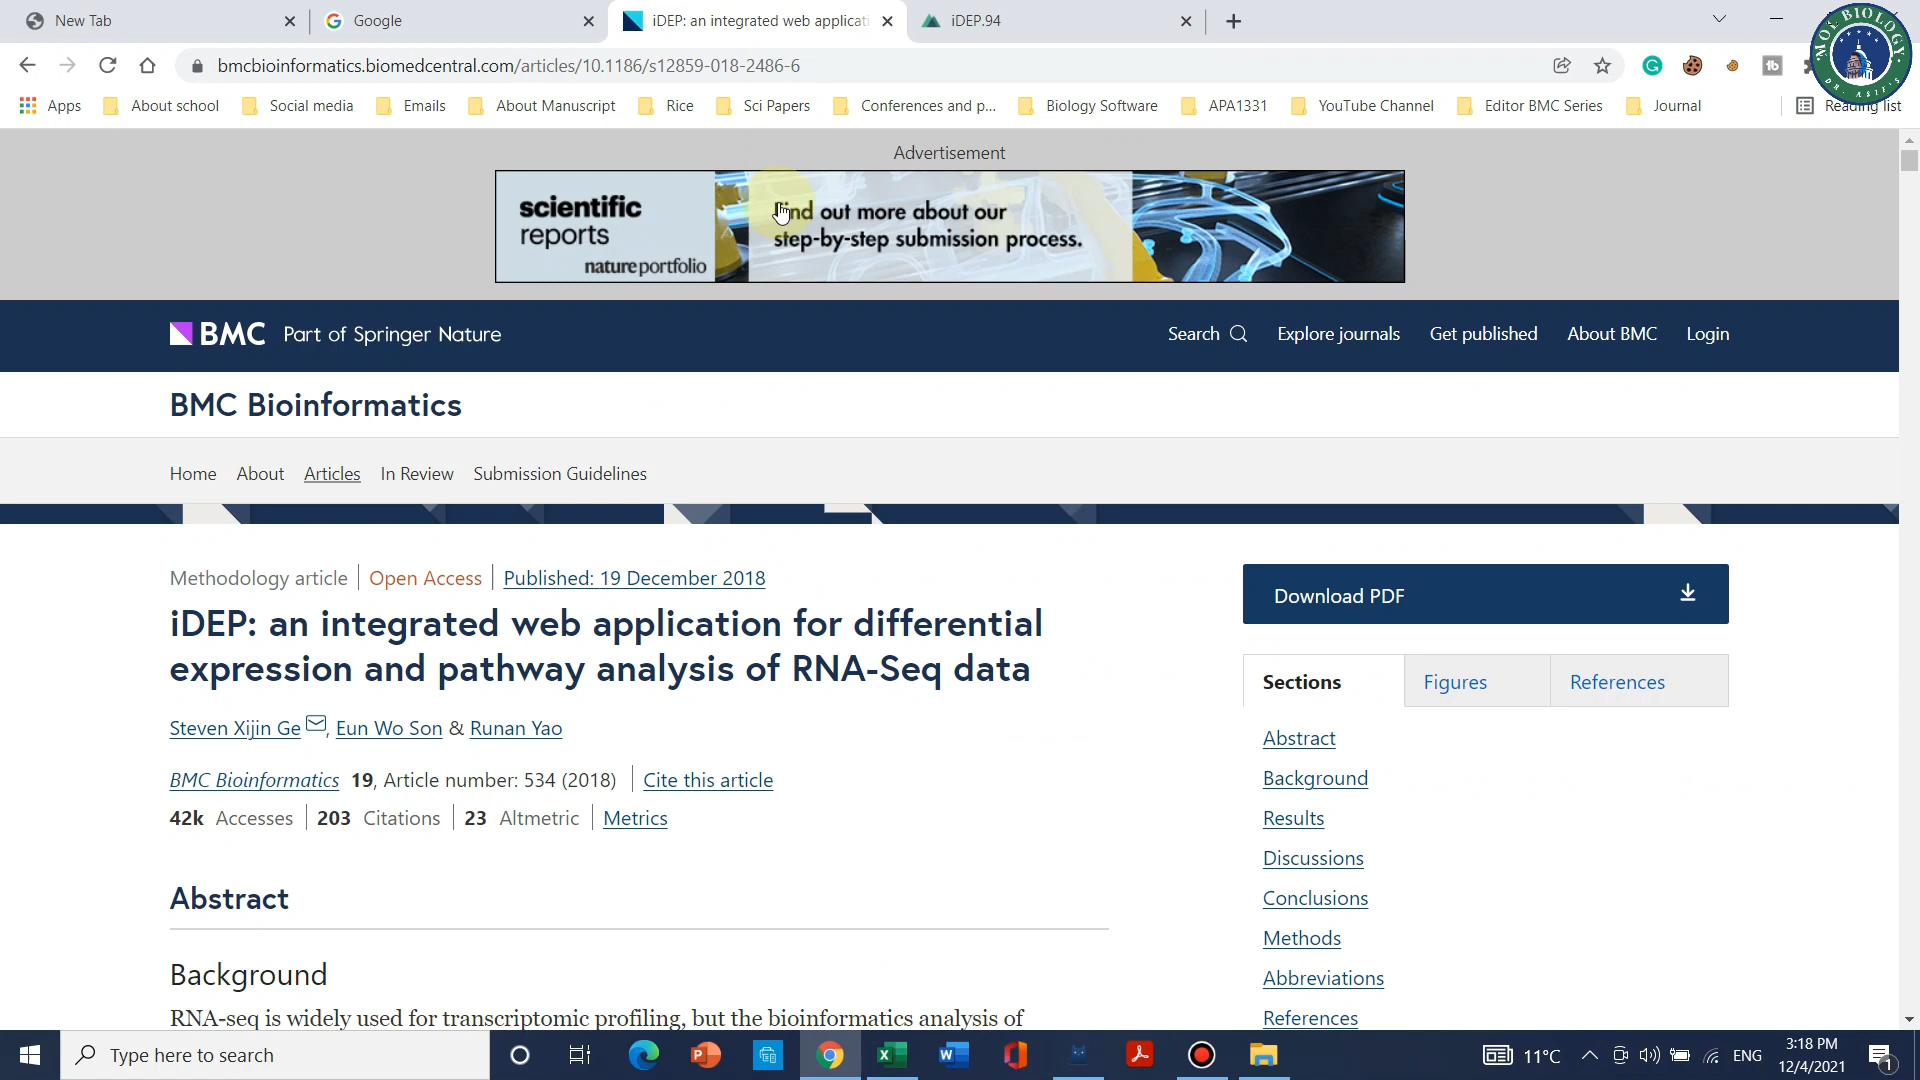 New Tab
Google
iDEP: an integrated web applicati
iDEP.94
MOE BIOLOGY
DR. ASIF'S
bmcbioinformatics.biomedcentral.com/articles/10.1186/s12859-018-2486-6
Apps
About school
Social media
Emails
About Manuscript
Rice
Sci Papers
Conferences and p...
Biology Software
APA1331
YouTube Channel
Editor BMC Series
Journal
Reading list
Advertisement
scientific
reports
natureportfolio
Find out more about our
step-by-step submission process.
BMC Part of Springer Nature
Search
Explore journals
Get published
About BMC
Login
BMC Bioinformatics
Home
About
Articles
In Review
Submission Guidelines
Methodology article | Open Access | Published: 19 December 2018
iDEP: an integrated web application for differential
expression and pathway analysis of RNA-Seq data
Steven Xijin Ge, Eun Wo Son & Runan Yao
BMC Bioinformatics 19, Article number: 534 (2018) | Cite this article
42k Accesses | 203 Citations | 23 Altmetric | Metrics
Abstract
Background
RNA-seq is widely used for transcriptomic profiling, but the bioinformatics analysis of
Download PDF
Sections
Figures
References
Abstract
Background
Results
Discussions
Conclusions
Methods
Abbreviations
References
Type here to search
11°C
ENG
3:18 PM
12/4/2021
1